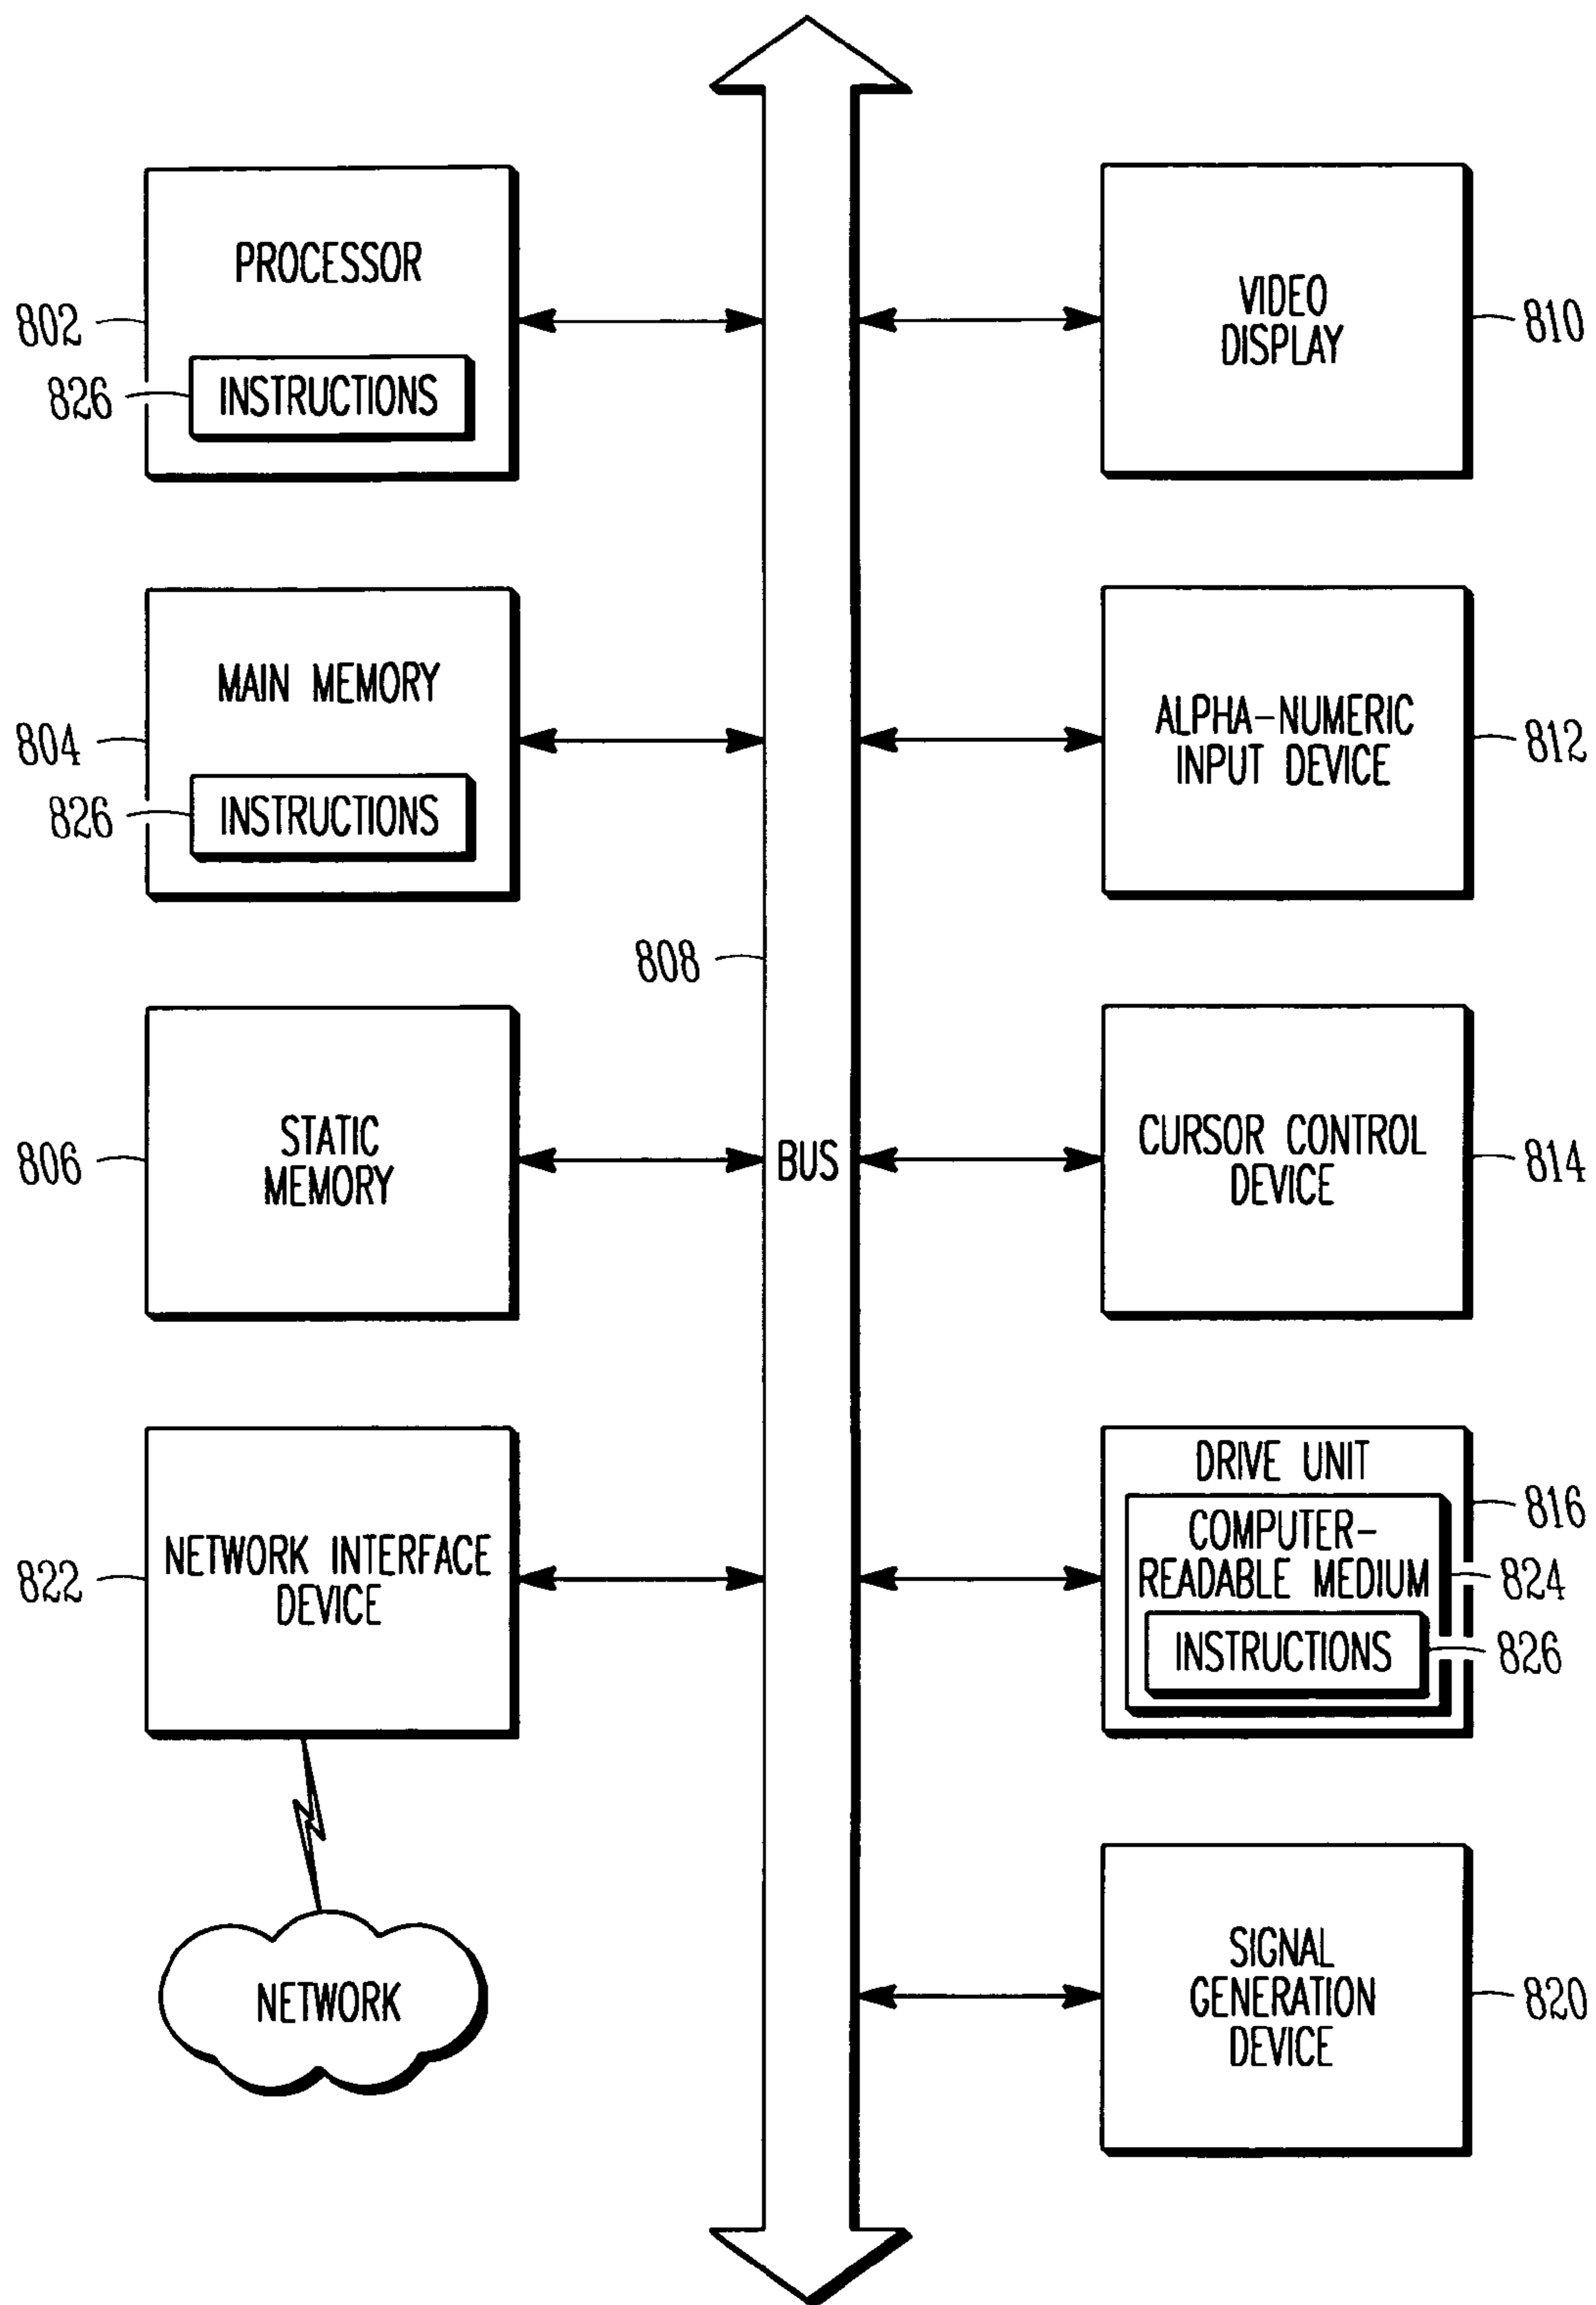 PROCESSOR
802
826
INSTRUCTIONS
MAIN MEMORY
804
826
INSTRUCTIONS
808
STATIC
MEMORY
806
NETWORK INTERFACE
DEVICE
822
NETWORK
BUS
VIDEO
DISPLAY
810
ALPHA-NUMERIC
INPUT DEVICE
812
CURSOR CONTROL
DEVICE
814
DRIVE UNIT
816
COMPUTER-
READABLE MEDIUM
824
INSTRUCTIONS
826
SIGNAL
GENERATION
DEVICE
820